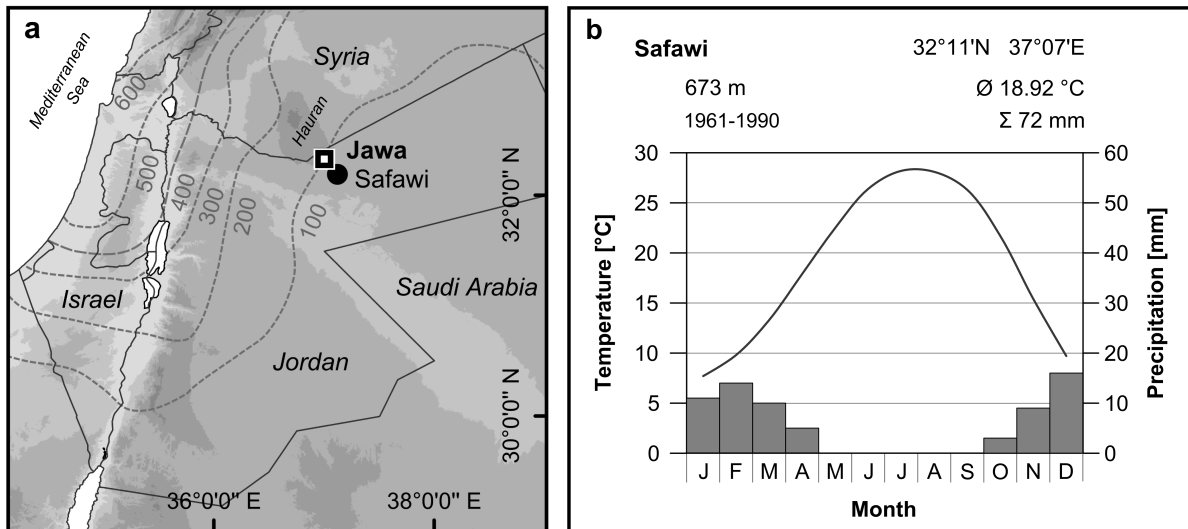 a
Mediterranean
Sea
Syria
Hauran
Jawa
Safawi
600
500
400
300
200
100
Israel
Jordan
Saudi Arabia
32°0'0" N
30°0'0" N
36°0'0" E
38°0'0" E
b
Safawi 32°11'N 37°07'E
673 m Ø 18.92 °C
1961-1990 Σ 72 mm
Temperature [°C]
30
25
20
15
10
5
0
60
50
40
30
20
10
0
Precipitation [mm]
J F M A M J J A S O N D
Month